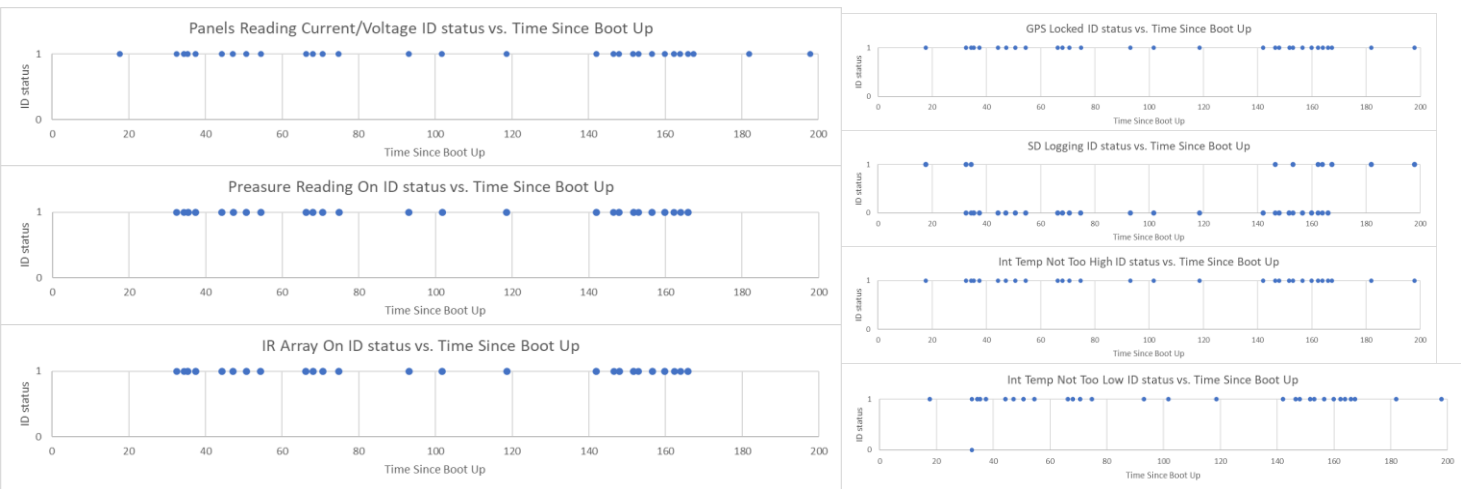 Panels Reading Current/Voltage ID status vs. Time Since Boot Up
1
ID status
0
0 20 40 60 80 100 120 140 160 180 200
Time Since Boot Up
Preasure Reading On ID status vs. Time Since Boot Up
1
ID status
0
0 20 40 60 80 100 120 140 160 180 200
Time Since Boot Up
IR Array On ID status vs. Time Since Boot Up
1
ID status
0
0 20 40 60 80 100 120 140 160 180 200
Time Since Boot Up
GPS Locked ID status vs. Time Since Boot Up
1
ID status
0
0 20 40 60 80 100 120 140 160 180 200
Time Since Boot Up
SD Logging ID status vs. Time Since Boot Up
1
ID status
0
0 20 40 60 80 100 120 140 160 180 200
Time Since Boot Up
Int Temp Not Too High ID status vs. Time Since Boot Up
1
ID status
0
0 20 40 60 80 100 120 140 160 180 200
Time Since Boot Up
Int Temp Not Too Low ID status vs. Time Since Boot Up
1
ID status
0
0 20 40 60 80 100 120 140 160 180 200
Time Since Boot Up